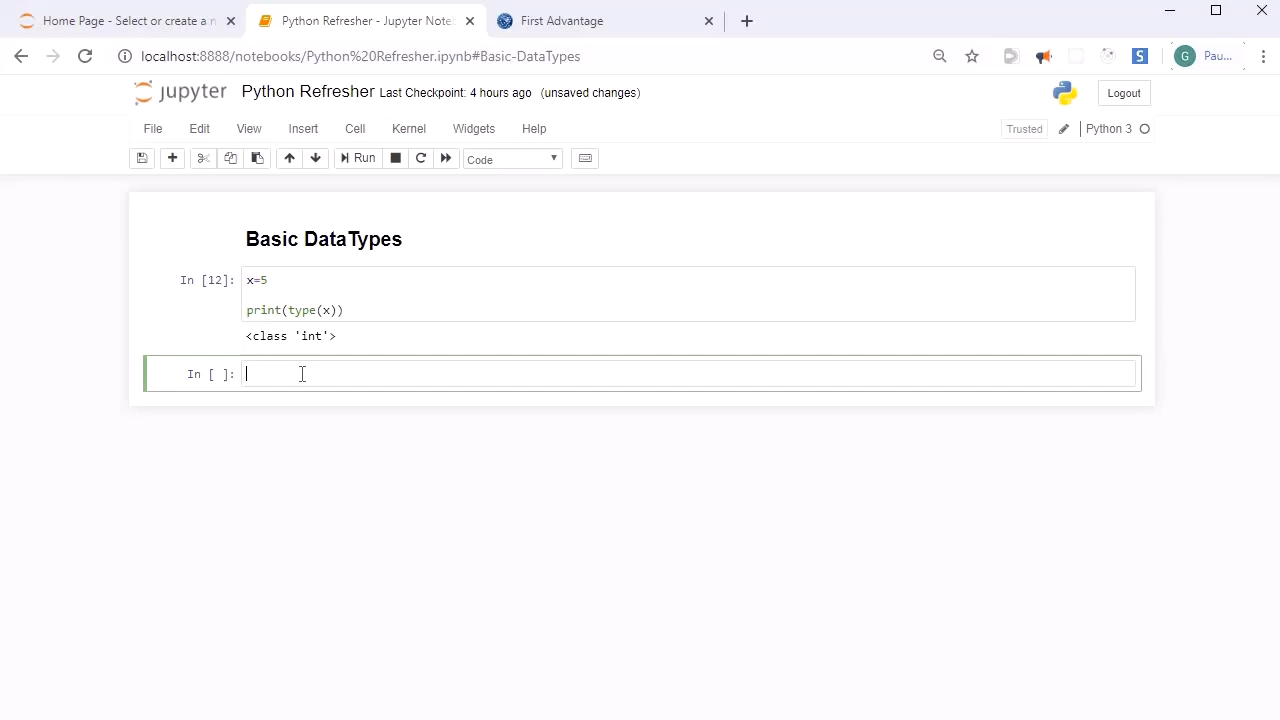 Home Page - Select or create a n
Python Refresher - Jupyter Note
First Advantage
localhost:8888/notebooks/Python%20Refresher.ipynb#Basic-DataTypes
S
G
Pau...
jupyter
Python Refresher Last Checkpoint: 4 hours ago (unsaved changes)
Logout
File Edit View Insert Cell Kernel Widgets Help
Trusted
Python 3
Run
Code
Basic DataTypes
In [12]:
x=5
print(type(x))
<class 'int'>
In [ ]: